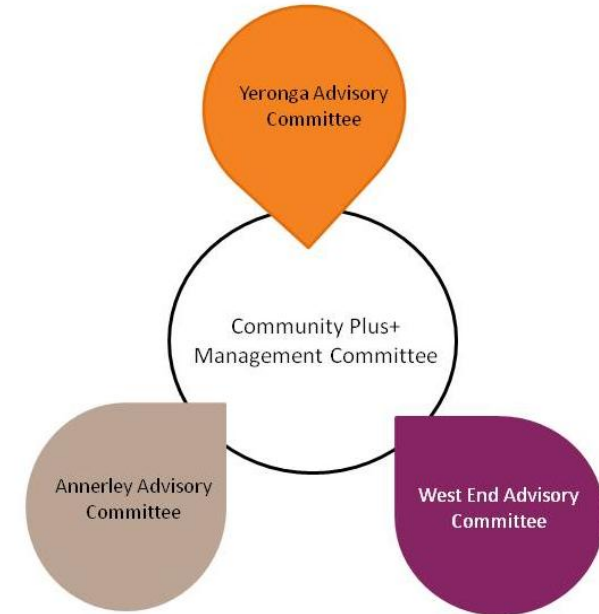 Yeronga Advisory
Committee
Community Plus+
Management Committee
Annerley Advisory
Committee
West End Advisory
Committee